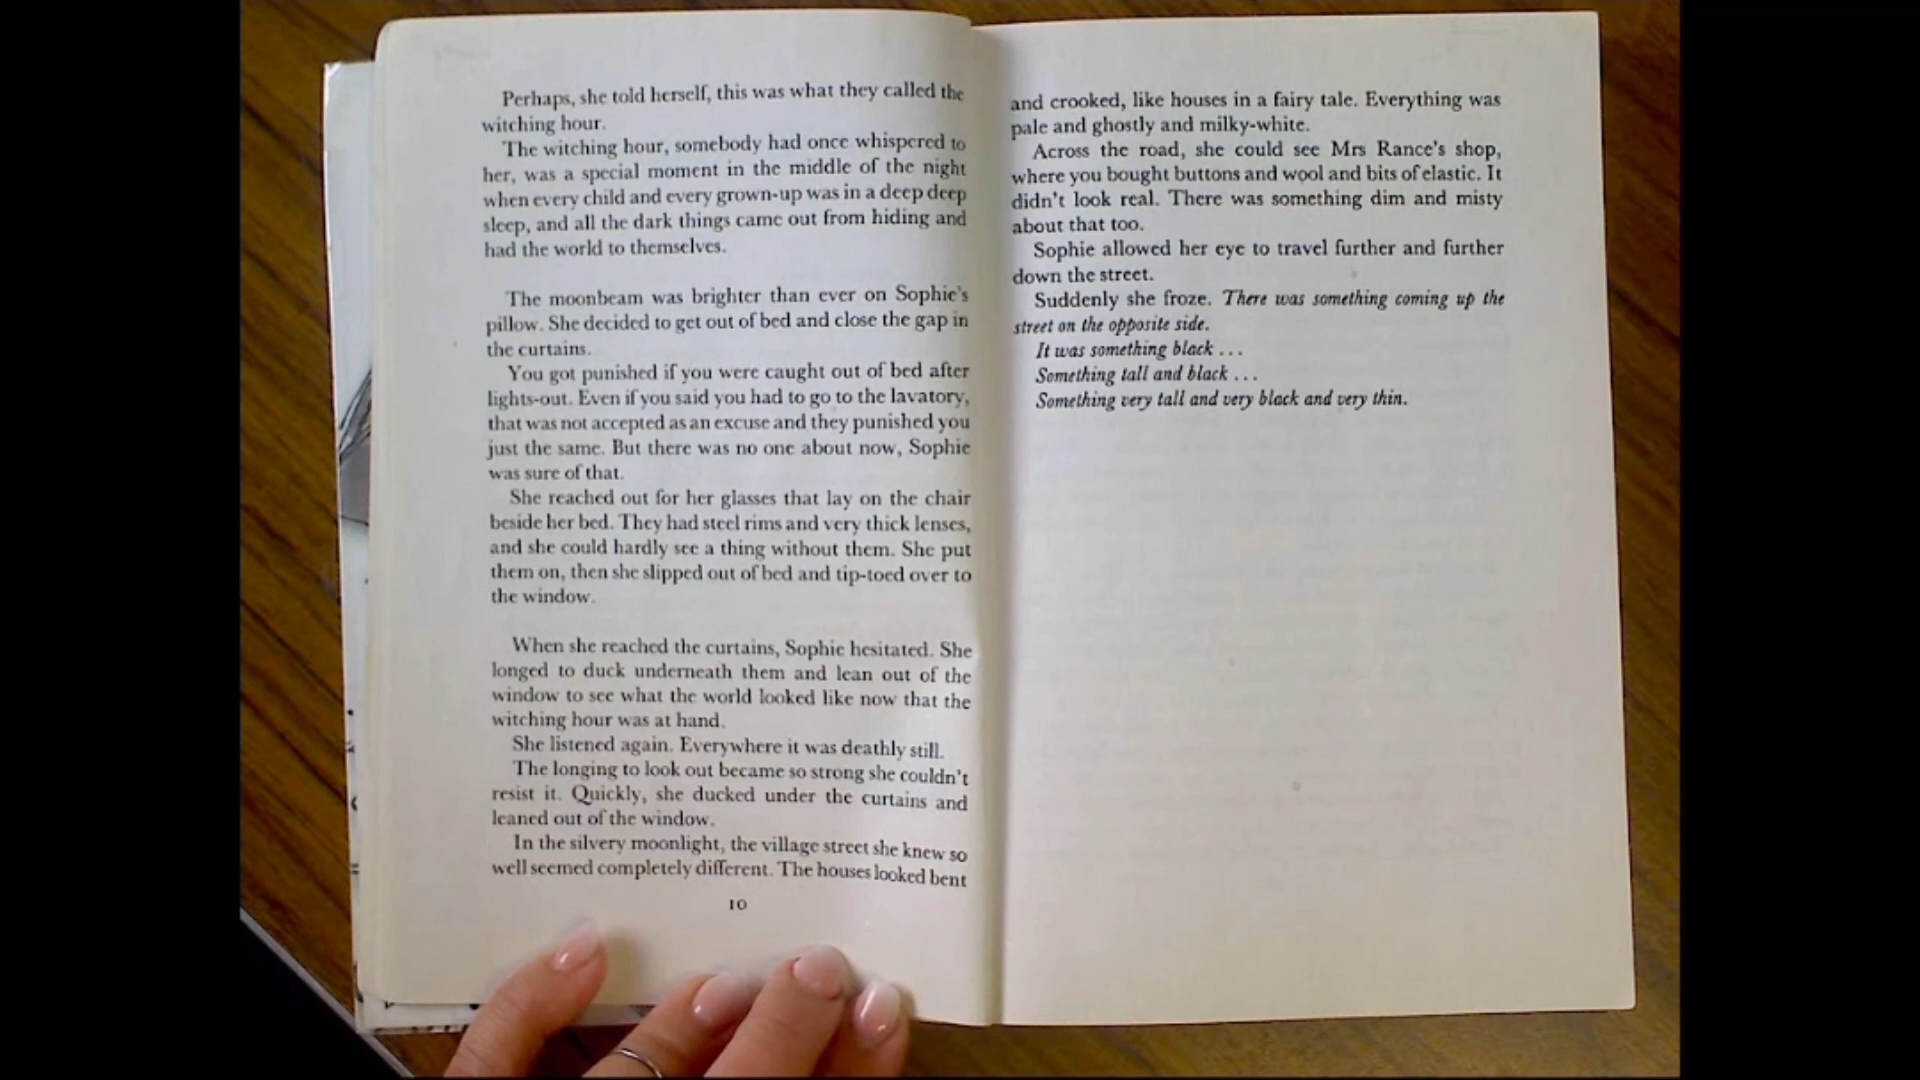 Perhaps, she told herself, this was what they called the
witching hour.
The witching hour, somebody had once whispered to
her, was a special moment in the middle of the night
when every child and every grown-up was in a deep deep
sleep, and all the dark things came out from hiding and
had the world to themselves.
The moonbeam was brighter than ever on Sophie's
pillow. She decided to get out of bed and close the gap in
the curtains.
You got punished if you were caught out of bed after
lights-out. Even if you said you had to go to the lavatory,
that was not accepted as an excuse and they punished you
just the same. But there was no one about now, Sophie
was sure of that.
She reached out for her glasses that lay on the chair
beside her bed. They had steel rims and very thick lenses,
and she could hardly see a thing without them. She put
them on, then she slipped out of bed and tip-toed over to
the window.
When she reached the curtains, Sophie hesitated. She
longed to duck underneath them and lean out of the
window to see what the world looked like now that the
witching hour was at hand.
She listened again. Everywhere it was deathly still.
The longing to look out became so strong she couldn't
resist it. Quickly, she ducked under the curtains and
leaned out of the window.
In the silvery moonlight, the village street she knew so
well seemed completely different. The houses looked bent
10
and crooked, like houses in a fairy tale. Everything was
pale and ghostly and milky-white.
Across the road, she could see Mrs Rance's shop,
where you bought buttons and wool and bits of elastic. It
didn't look real. There was something dim and misty
about that too.
Sophie allowed her eye to travel further and further
down the street.
Suddenly she froze. There was something coming up the
street on the opposite side.
It was something black ...
Something tall and black ...
Something very tall and very black and very thin.